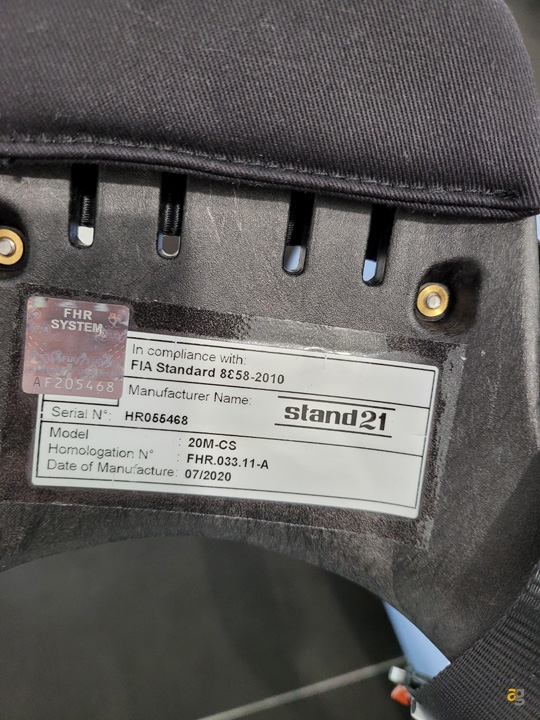 FHR
SYSTEM
AF205468
In compliance with:
FIA Standard 8858-2010
Manufacturer Name:
stand21
Serial N°: HR055468
Model : 20M-CS
Homologation N° : FHR.033.11-A
Date of Manufacture: 07/2020
ag